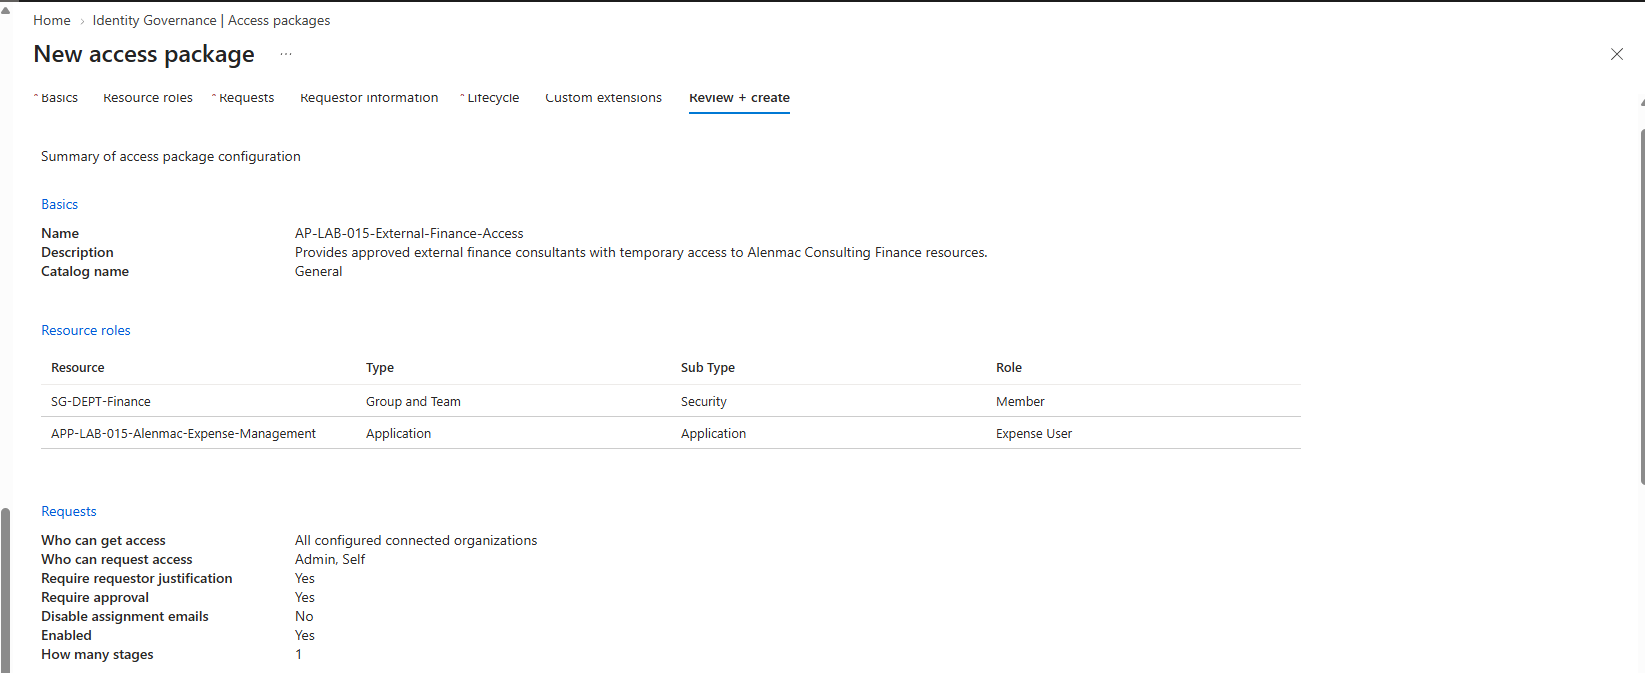 Home › Identity Governance | Access packages
New access package ...
* Basics Resource roles * Requests Requestor information * Lifecycle Custom extensions Review + create
Summary of access package configuration
Basics
Name AP-LAB-015-External-Finance-Access
Description Provides approved external finance consultants with temporary access to Alenmac Consulting Finance resources.
Catalog name General
Resource roles
Resource Type Sub Type Role
SG-DEPT-Finance Group and Team Security Member
APP-LAB-015-Alenmac-Expense-Management Application Application Expense User
Requests
Who can get access All configured connected organizations
Who can request access Admin, Self
Require requestor justification Yes
Require approval Yes
Disable assignment emails No
Enabled Yes
How many stages 1